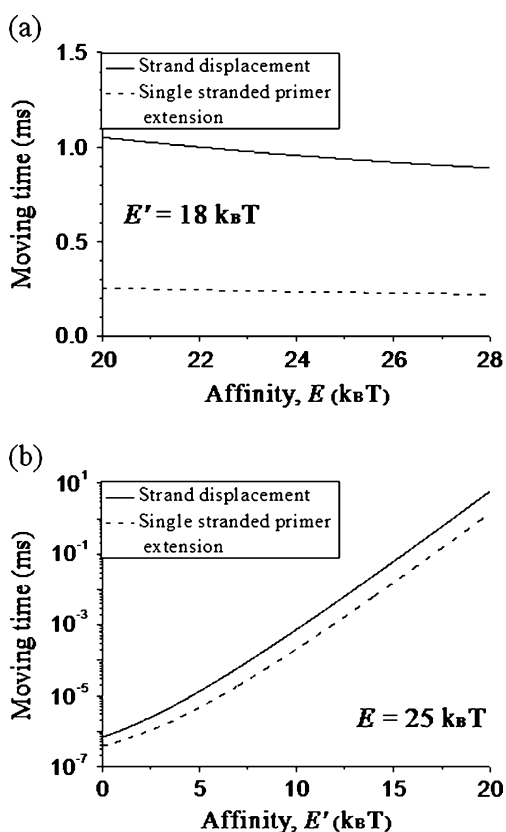 (a)
1.5
1.0
0.5
0.0
Moving time (ms)
Strand displacement
Single stranded primer
extension
E' = 18 kBT
20 22 24 26 28
Affinity, E (kBT)
(b)
10^1
10^-1
10^-3
10^-5
10^-7
Moving time (ms)
Strand displacement
Single stranded primer
extension
E = 25 kBT
0 5 10 15 20
Affinity, E' (kBT)